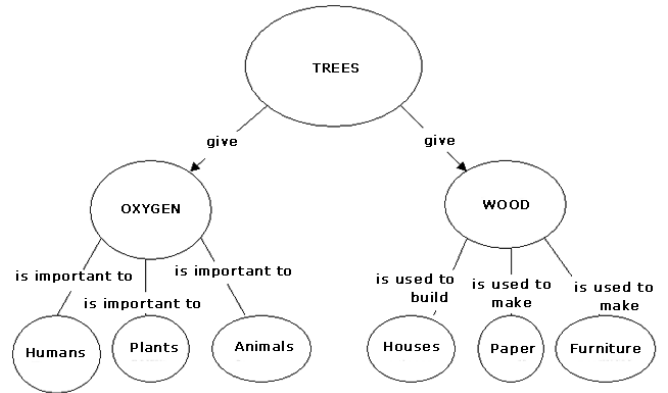 TREES
give
give
OXYGEN
WOOD
is important to
is important to
is important to
is used to
build
is used to
make
is used to
make
Humans
Plants
Animals
Houses
Paper
Furniture